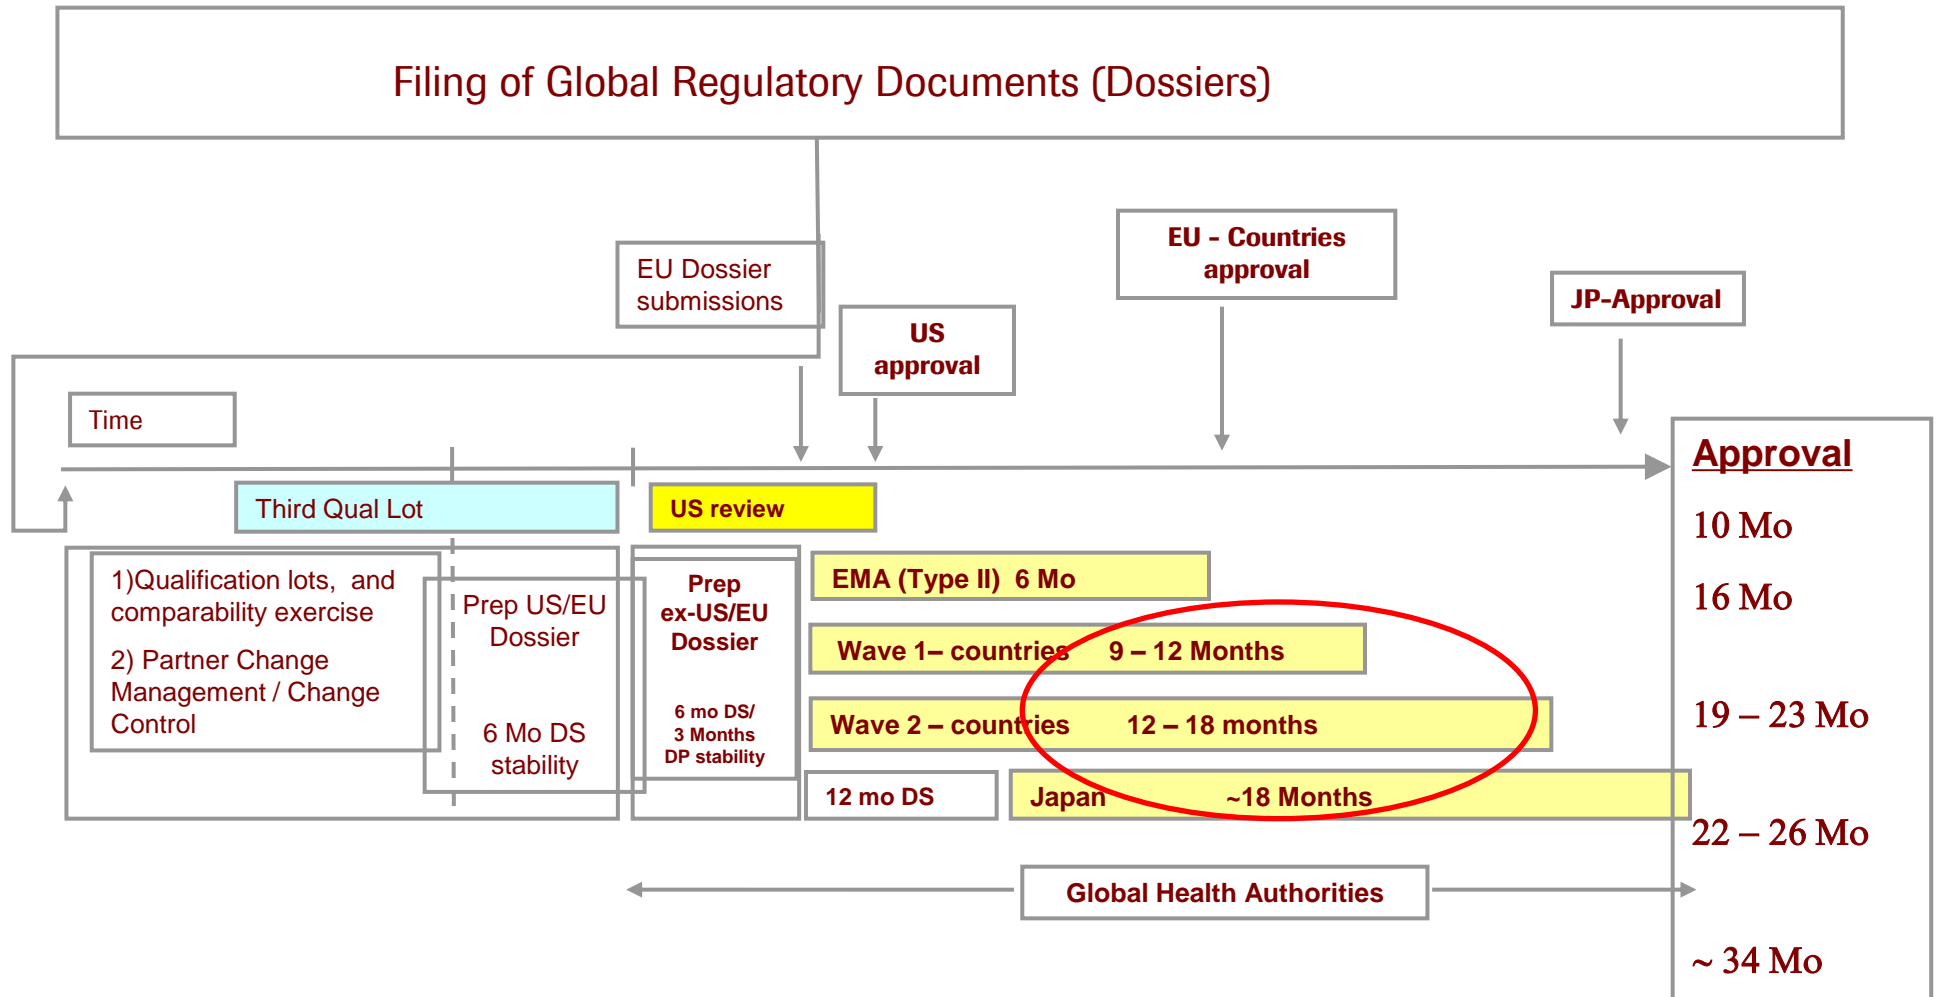 Filing of Global Regulatory Documents (Dossiers)
EU Dossier
submissions
US
approval
EU - Countries
approval
JP-Approval
Time
Third Qual Lot
US review
1)Qualification lots, and
comparability exercise
2) Partner Change
Management / Change
Control
Prep US/EU
Dossier
6 Mo DS
stability
Prep
ex-US/EU
Dossier
6 mo DS/
3 Months
DP stability
EMA (Type II) 6 Mo
Wave 1– countries 9 – 12 Months
Wave 2 – countries 12 – 18 months
12 mo DS
Japan ~18 Months
Global Health Authorities
Approval
10 Mo
16 Mo
19 – 23 Mo
22 – 26 Mo
~ 34 Mo